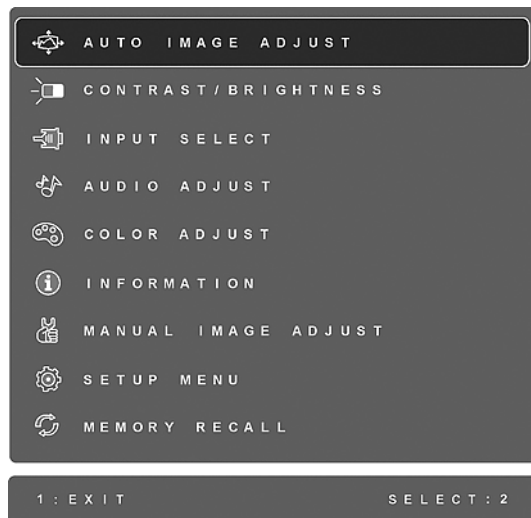 AUTO IMAGE ADJUST
CONTRAST/BRIGHTNESS
INPUT SELECT
AUDIO ADJUST
COLOR ADJUST
INFORMATION
MANUAL IMAGE ADJUST
SETUP MENU
MEMORY RECALL
1:EXIT SELECT:2